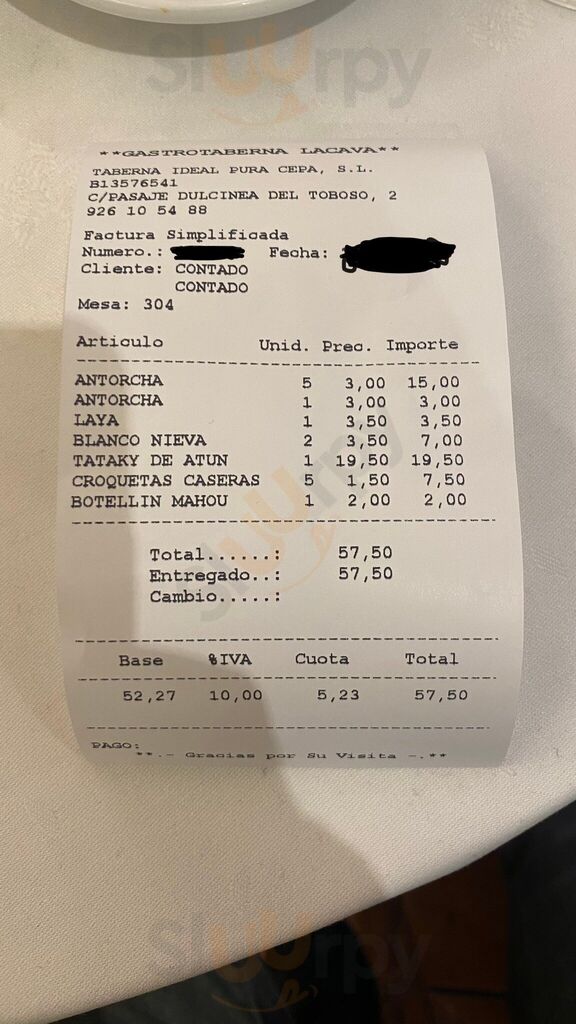 Sluurpy
**GASTROTABERNA LACAVA**
TABERNA IDEAL PURA CEPA, S.L.
B13576541
C/PASAJE DULCINEA DEL TOBOSO, 2
926 10 54 88
Factura Simplificada
Numero.: Fecha:
Cliente: CONTADO
CONTADO
Mesa: 304
Articulo Unid. Prec. Importe
ANTORCHA 5 3,00 15,00
ANTORCHA 1 3,00 3,00
LAYA 1 3,50 3,50
BLANCO NIEVA 2 3,50 7,00
TATAKY DE ATUN 1 19,50 19,50
CROQUETAS CASERAS 5 1,50 7,50
BOTELLIN MAHOU 1 2,00 2,00
Sluurpy
Total......: 57,50
Entregado..: 57,50
Cambio.....:
Base %IVA Cuota Total
52,27 10,00 5,23 57,50
PAGO:
**.- Gracias por Su Visita -.**
Sluurpy